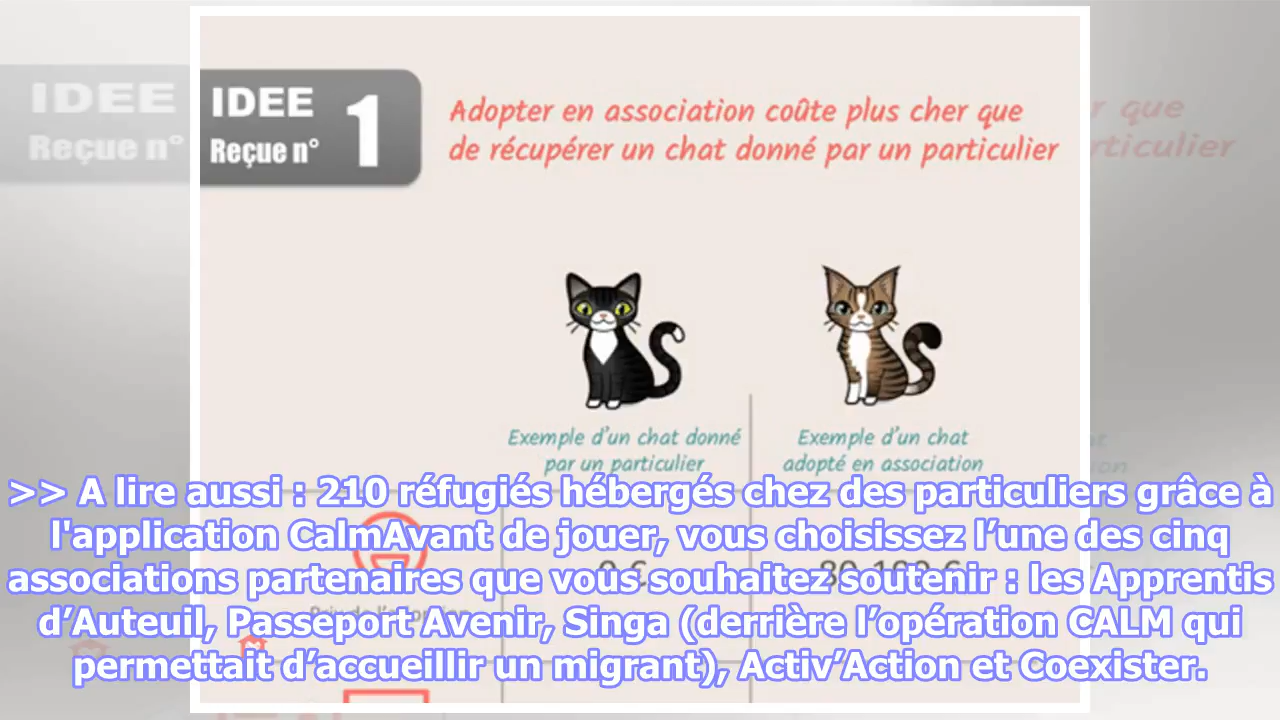 IDEE
Reçue n° 1
Adopter en association coûte plus cher que
de récupérer un chat donné par un particulier
Exemple d'un chat donné
par un particulier
Exemple d'un chat
adopté en association
>> A lire aussi : 210 réfugiés hébergés chez des particuliers grâce à
l'application CalmAvant de jouer, vous choisissez l’une des cinq
associations partenaires que vous souhaitez soutenir : les Apprentis
d’Auteuil, Passeport Avenir, Singa (derrière l’opération CALM qui
permettait d’accueillir un migrant), Activ’Action et Coexister.